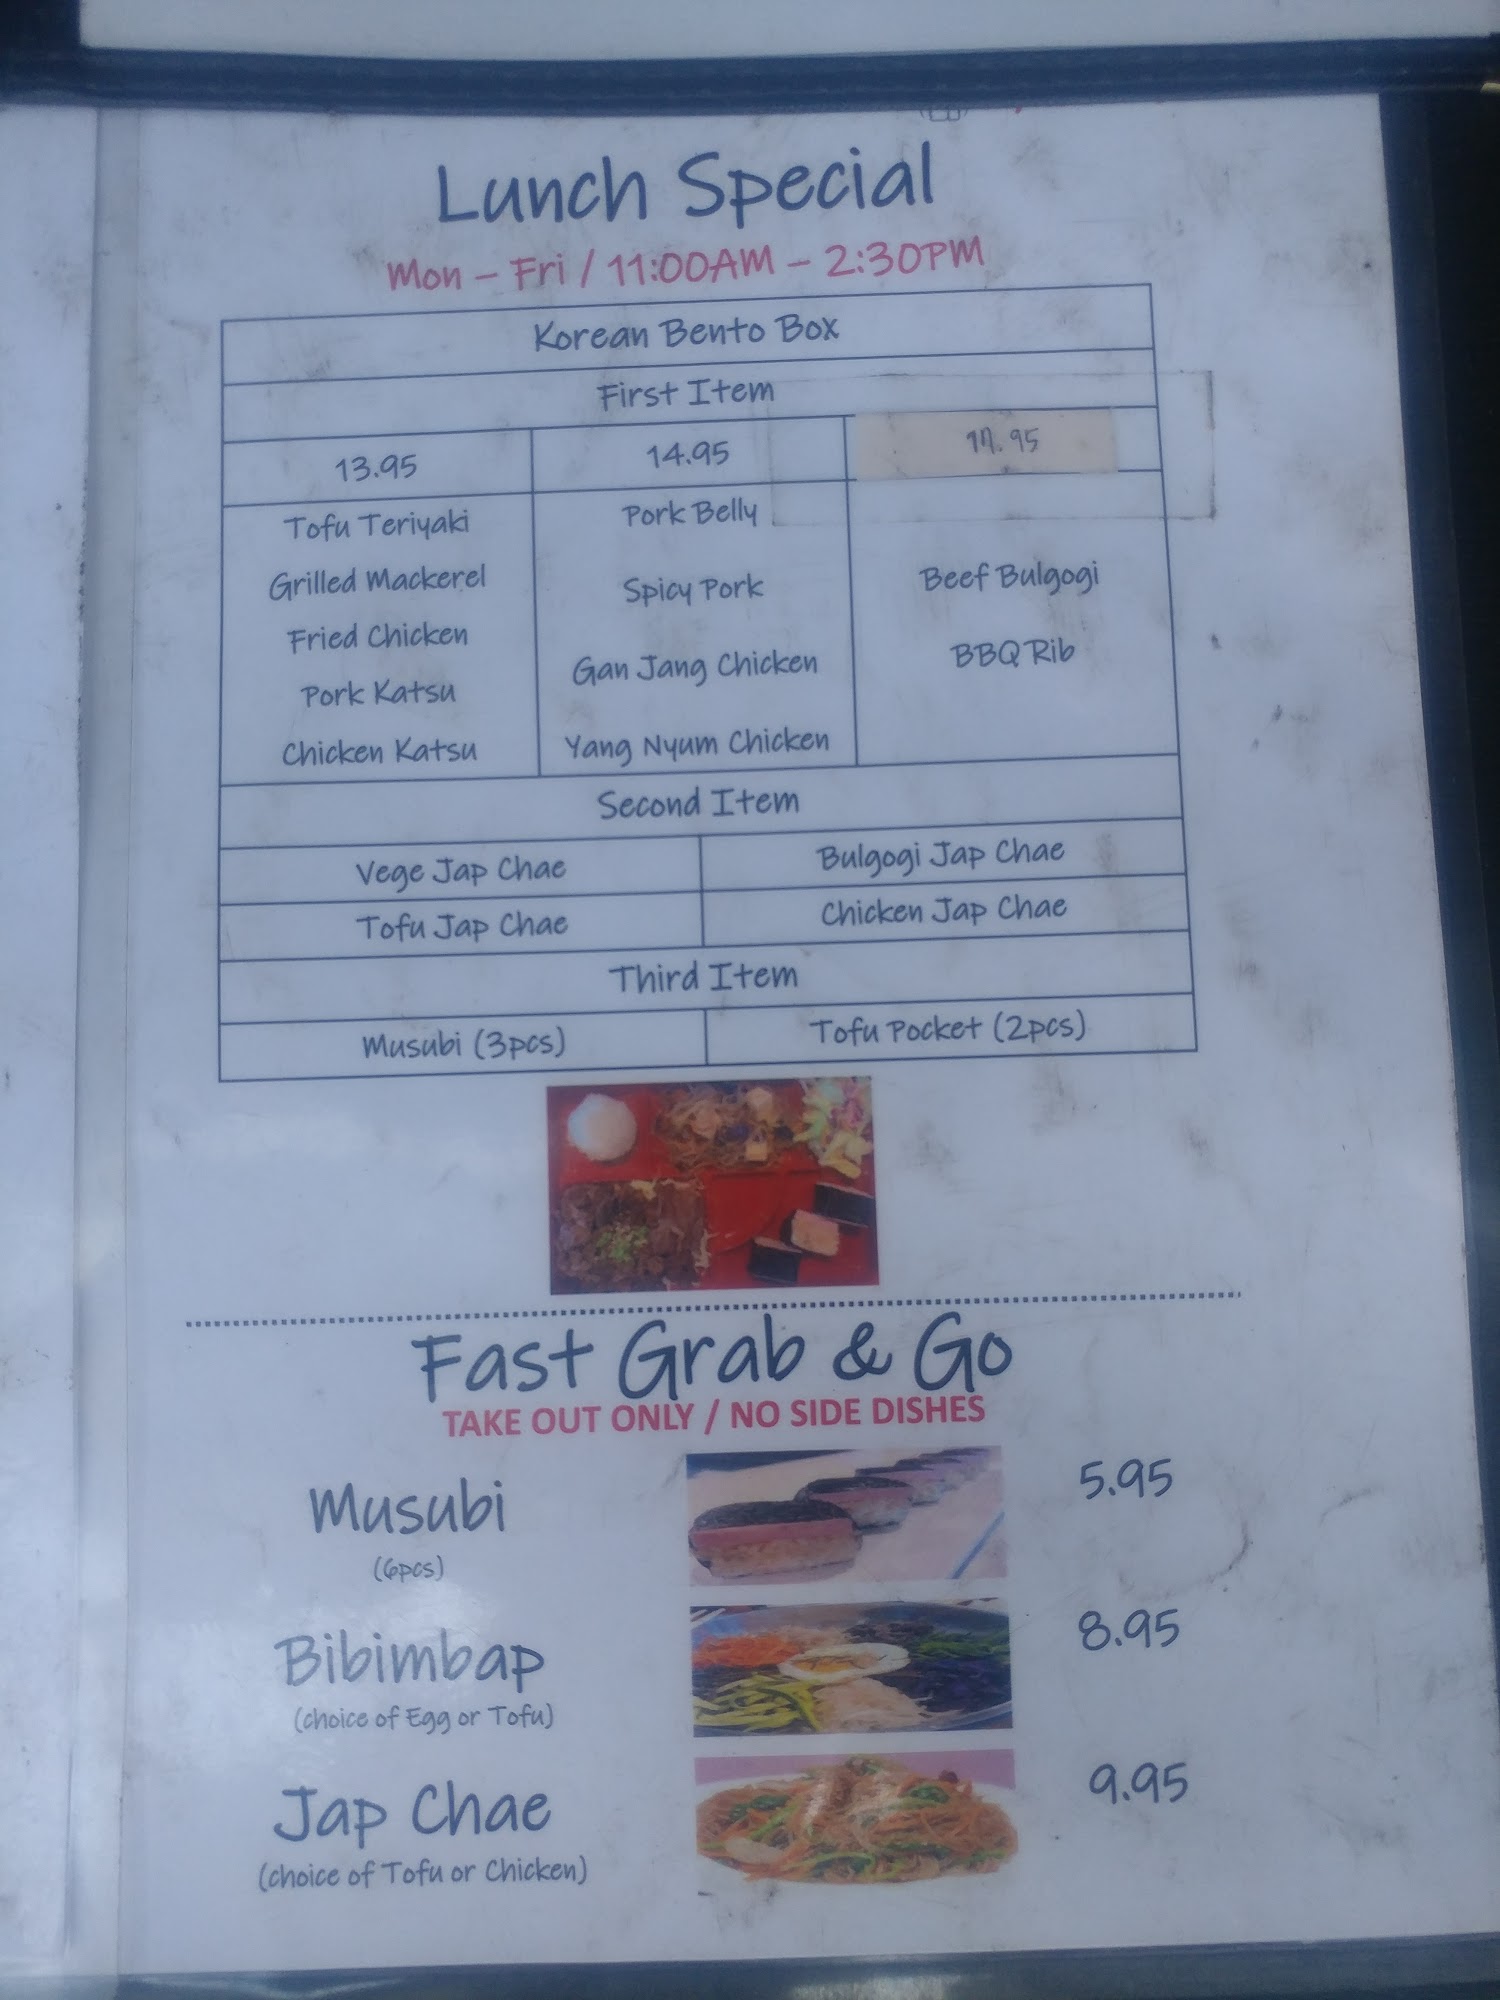 Lunch Special
Mon – Fri / 11:00AM – 2:30PM
Korean Bento Box
First Item
13.95
14.95
Tofu Teriyaki
Grilled Mackerel
Fried Chicken
Pork Katsu
Chicken Katsu
Pork Belly
Spicy Pork
Gan Jang Chicken
Yang Nyum Chicken
Beef Bulgogi
BBQ Rib
Second Item
Vege Jap Chae
Bulgogi Jap Chae
Tofu Jap Chae
Chicken Jap Chae
Third Item
Musubi (3pcs)
Tofu Pocket (2pcs)
Fast Grab & Go
TAKE OUT ONLY / NO SIDE DISHES
Musubi
5.95
(6pcs)
Bibimbap
8.95
(choice of Egg or Tofu)
Jap Chae
9.95
(choice of Tofu or Chicken)